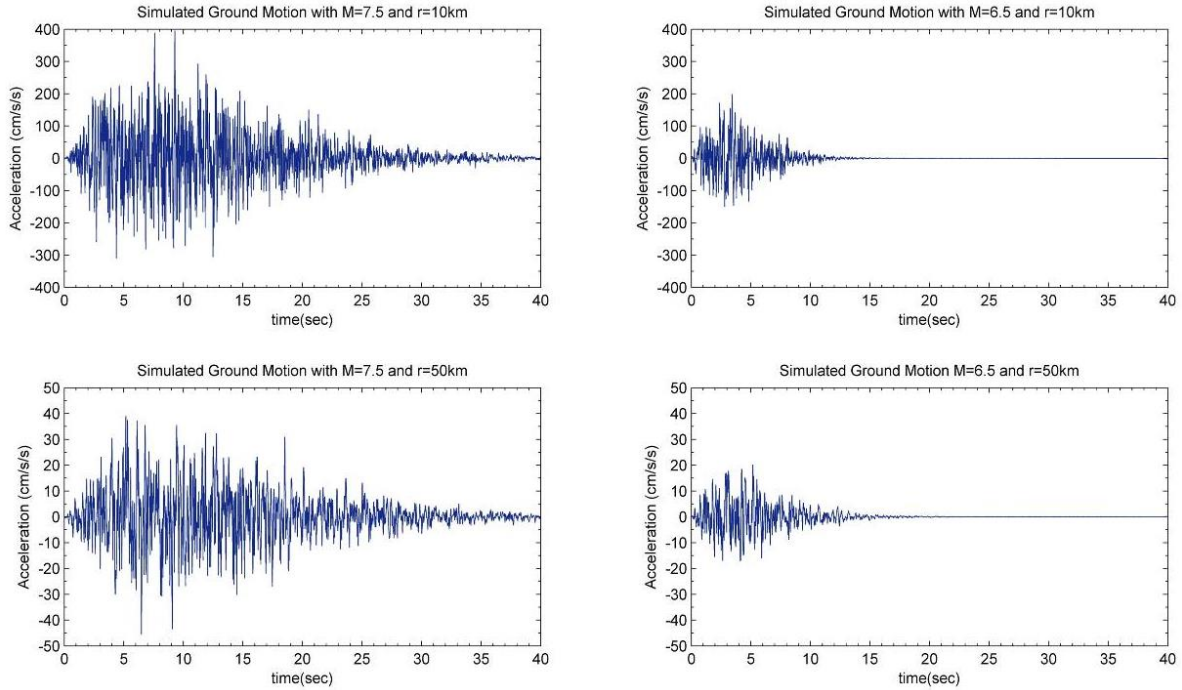 Simulated Ground Motion with M=7.5 and r=10km
400
300
200
100
0
-100
-200
-300
-400
Acceleration (cm/s/s)
0 5 10 15 20 25 30 35 40
time(sec)
Simulated Ground Motion with M=6.5 and r=10km
400
300
200
100
0
-100
-200
-300
-400
Acceleration (cm/s/s)
0 5 10 15 20 25 30 35 40
time(sec)
Simulated Ground Motion with M=7.5 and r=50km
50
40
30
20
10
0
-10
-20
-30
-40
-50
Acceleration (cm/s/s)
0 5 10 15 20 25 30 35 40
time(sec)
Simulated Ground Motion M=6.5 and r=50km
50
40
30
20
10
0
-10
-20
-30
-40
-50
Acceleration (cm/s/s)
0 5 10 15 20 25 30 35 40
time(sec)